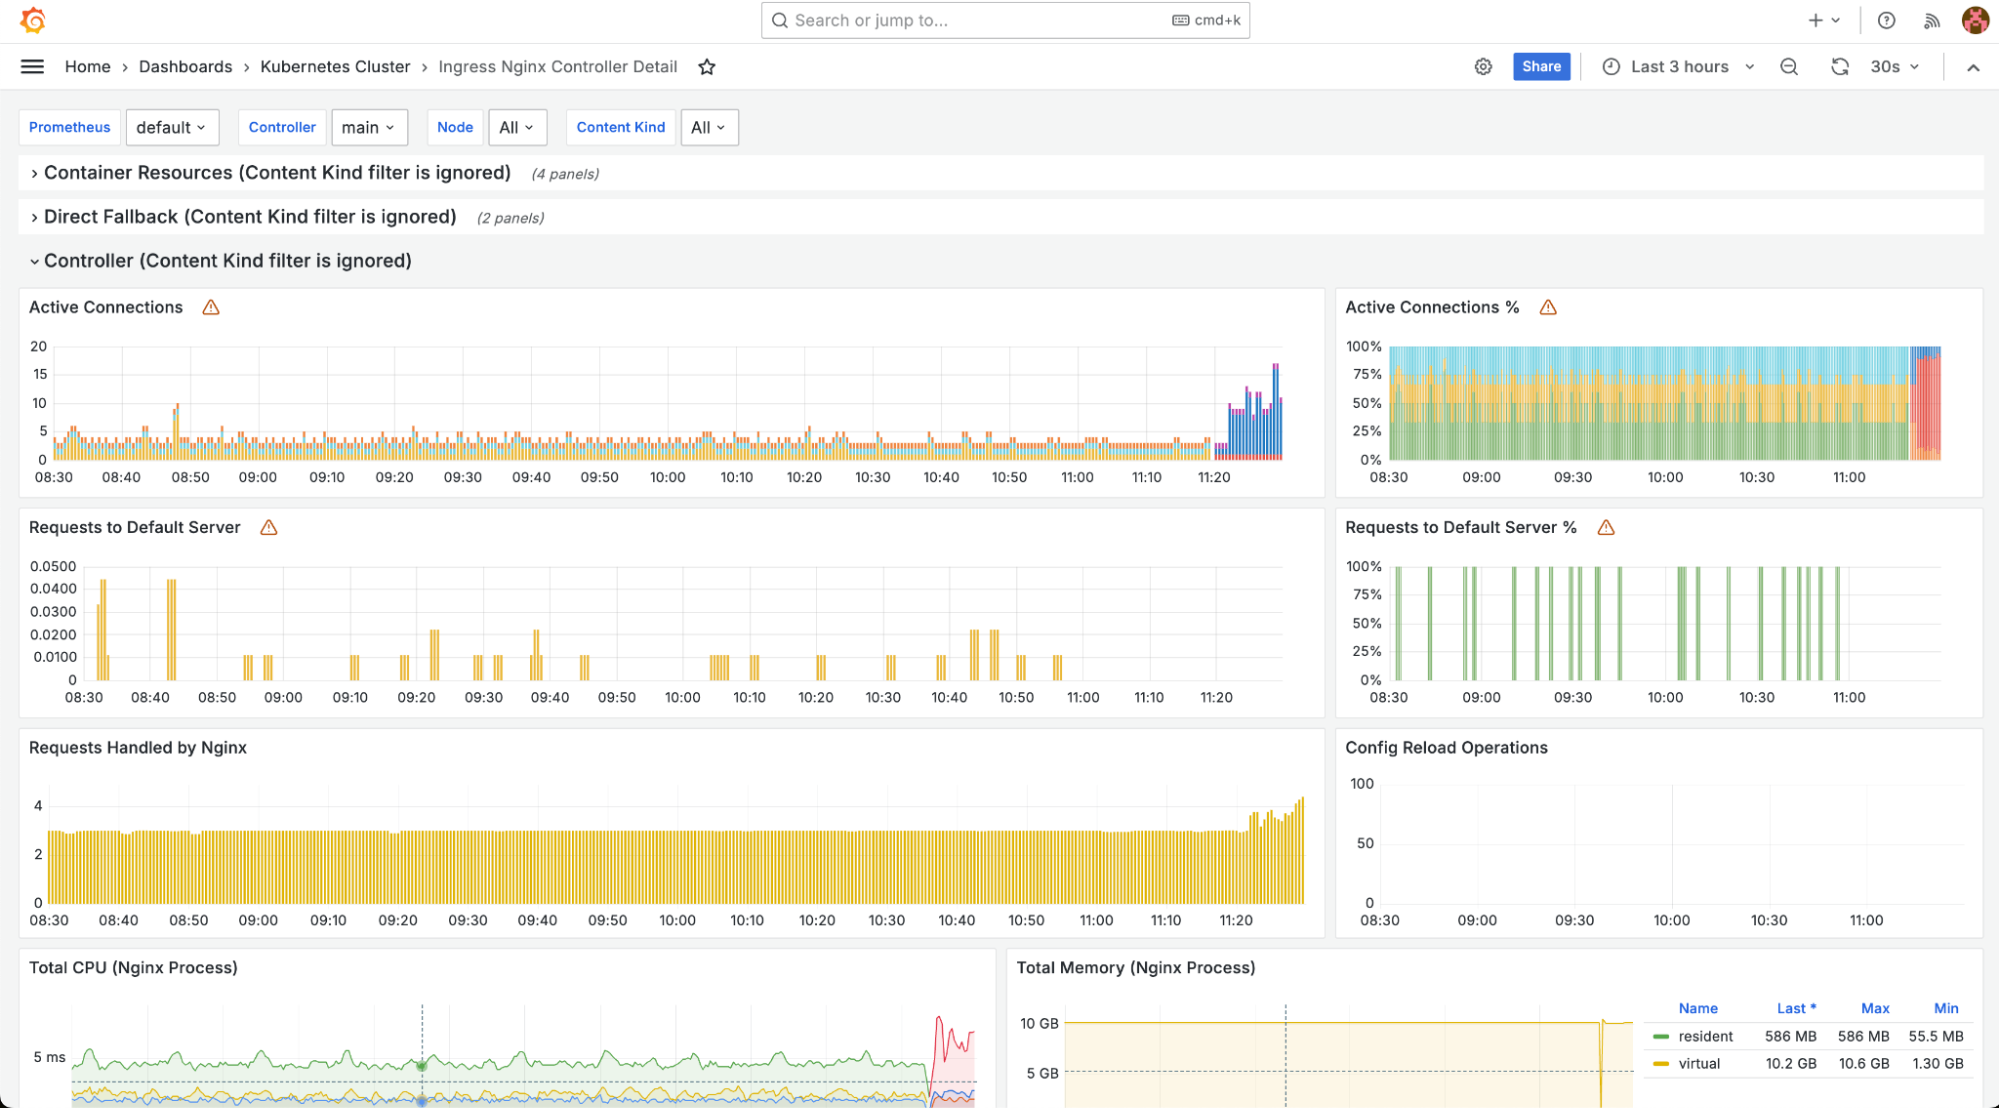 Search or jump to...
cmd+k
Home › Dashboards › Kubernetes Cluster › Ingress Nginx Controller Detail
Share
Last 3 hours
30s
Prometheus default Controller main Node All Content Kind All
Container Resources (Content Kind filter is ignored) (4 panels)
Direct Fallback (Content Kind filter is ignored) (2 panels)
Controller (Content Kind filter is ignored)
Active Connections
20
15
10
5
0
08:30 08:40 08:50 09:00 09:10 09:20 09:30 09:40 09:50 10:00 10:10 10:20 10:30 10:40 10:50 11:00 11:10 11:20
Active Connections %
100%
75%
50%
25%
0%
08:30 09:00 09:30 10:00 10:30 11:00
Requests to Default Server
0.0500
0.0400
0.0300
0.0200
0.0100
0
08:30 08:40 08:50 09:00 09:10 09:20 09:30 09:40 09:50 10:00 10:10 10:20 10:30 10:40 10:50 11:00 11:10 11:20
Requests to Default Server %
100%
75%
50%
25%
0%
08:30 09:00 09:30 10:00 10:30 11:00
Requests Handled by Nginx
4
2
0
08:30 08:40 08:50 09:00 09:10 09:20 09:30 09:40 09:50 10:00 10:10 10:20 10:30 10:40 10:50 11:00 11:10 11:20
Config Reload Operations
100
50
0
08:30 09:00 09:30 10:00 10:30 11:00
Total CPU (Nginx Process)
5 ms
Total Memory (Nginx Process)
10 GB
5 GB
Name Last * Max Min
resident 586 MB 586 MB 55.5 MB
virtual 10.2 GB 10.6 GB 1.30 GB